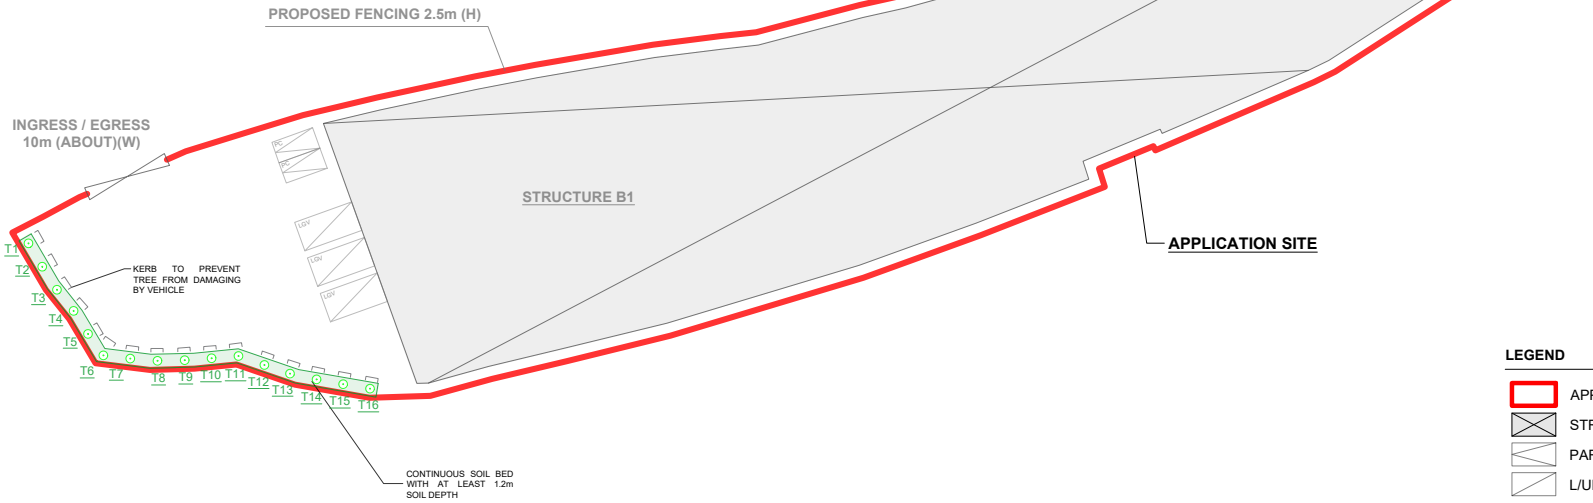 PROPOSED FENCING 2.5m (H)
INGRESS / EGRESS
10m (ABOUT)(W)
PC
PC
STRUCTURE B1
LGV
LGV
LGV
APPLICATION SITE
T1
T2
T3
T4
T5
T6
T7
T8
T9
T10
T11
T12
T13
T14
T15
T16
KERB TO PREVENT
TREE FROM DAMAGING
BY VEHICLE
CONTINUOUS SOIL BED
WITH AT LEAST 1.2m
SOIL DEPTH
LEGEND